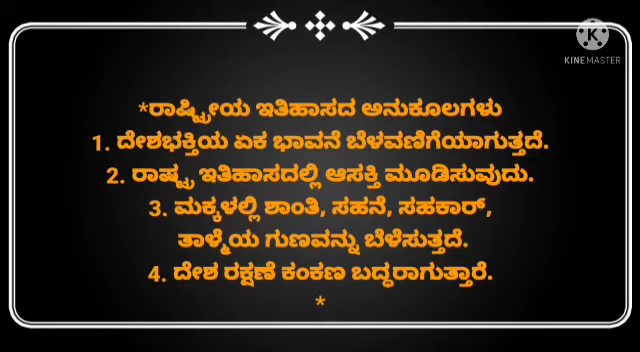 K
KINEMASTER
*ರಾಷ್ಟ್ರೀಯ ಇತಿಹಾಸದ ಅನುಕೂಲಗಳು
1. ದೇಶಭಕ್ತಿಯ ಏಕ ಭಾವನೆ ಬೆಳವಣಿಗೆಯಾಗುತ್ತದೆ.
2. ರಾಷ್ಟ್ರ ಇತಿಹಾಸದಲ್ಲಿ ಆಸಕ್ತಿ ಮೂಡಿಸುವುದು.
3. ಮಕ್ಕಳಲ್ಲಿ ಶಾಂತಿ, ಸಹನೆ, ಸಹಕಾರ್,
ತಾಳ್ಮೆಯ ಗುಣವನ್ನು ಬೆಳೆಸುತ್ತದೆ.
4. ದೇಶ ರಕ್ಷಣೆ ಕಂಕಣ ಬದ್ಧರಾಗುತ್ತಾರೆ.
*